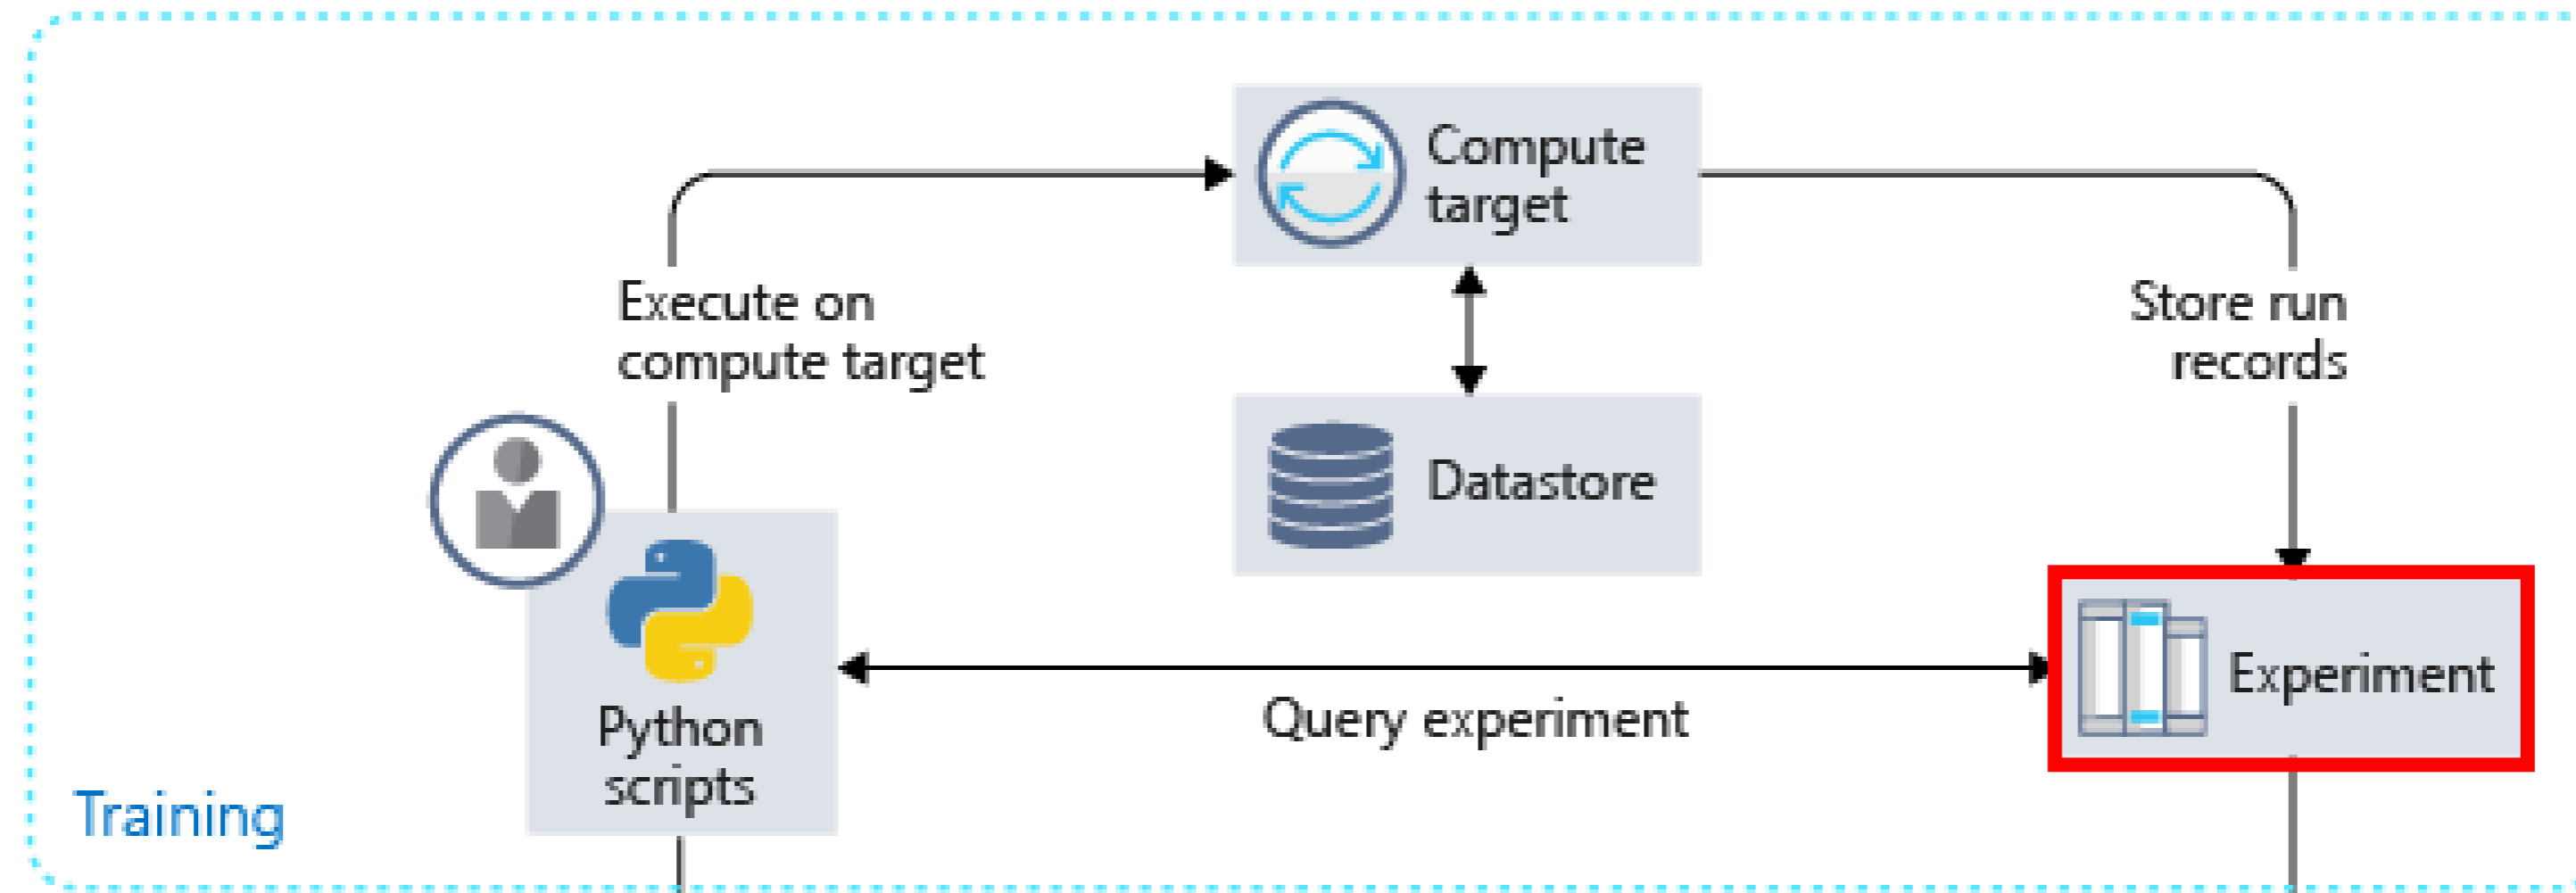 Compute
target
Execute on
compute target
Store run
records
Datastore
Experiment
Query experiment
Python
scripts
Training